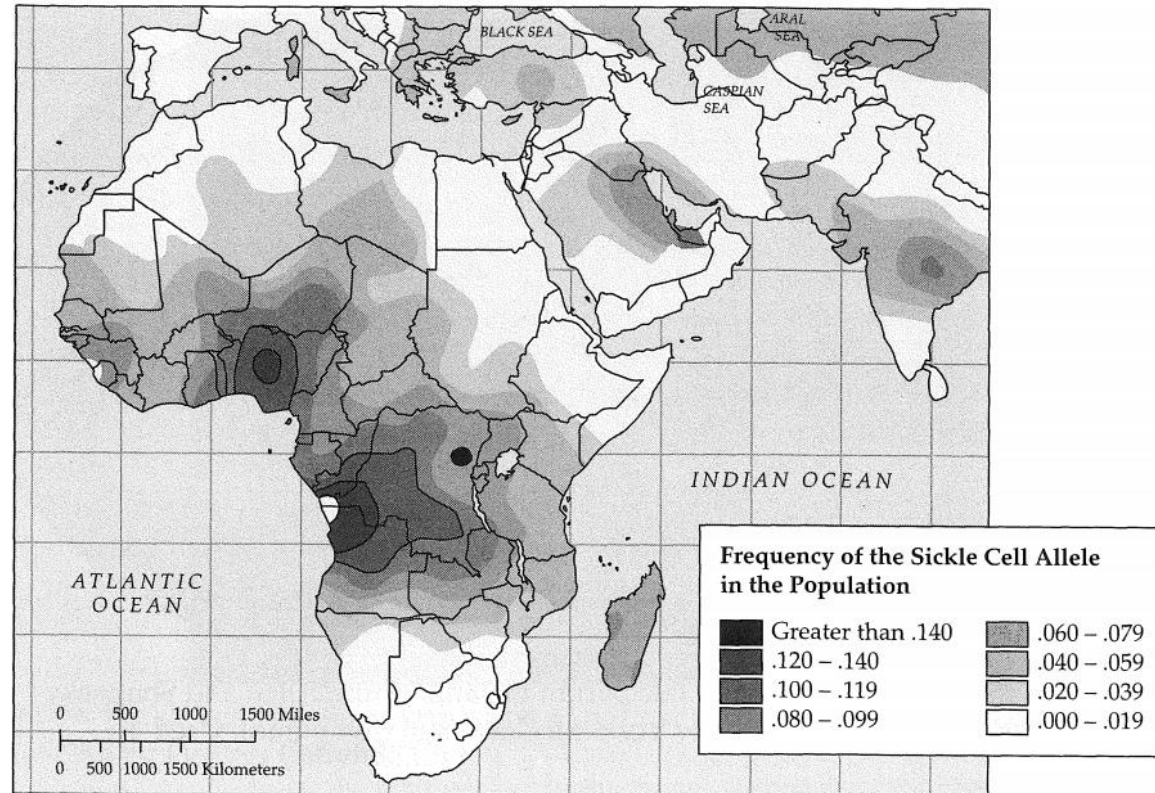 BLACK SEA
ARAL
SEA
CASPIAN
SEA
INDIAN OCEAN
ATLANTIC
OCEAN
0 500 1000 1500 Miles
0 500 1000 1500 Kilometers
Frequency of the Sickle Cell Allele
in the Population
Greater than .140
.120 – .140
.100 – .119
.080 – .099
.060 – .079
.040 – .059
.020 – .039
.000 – .019